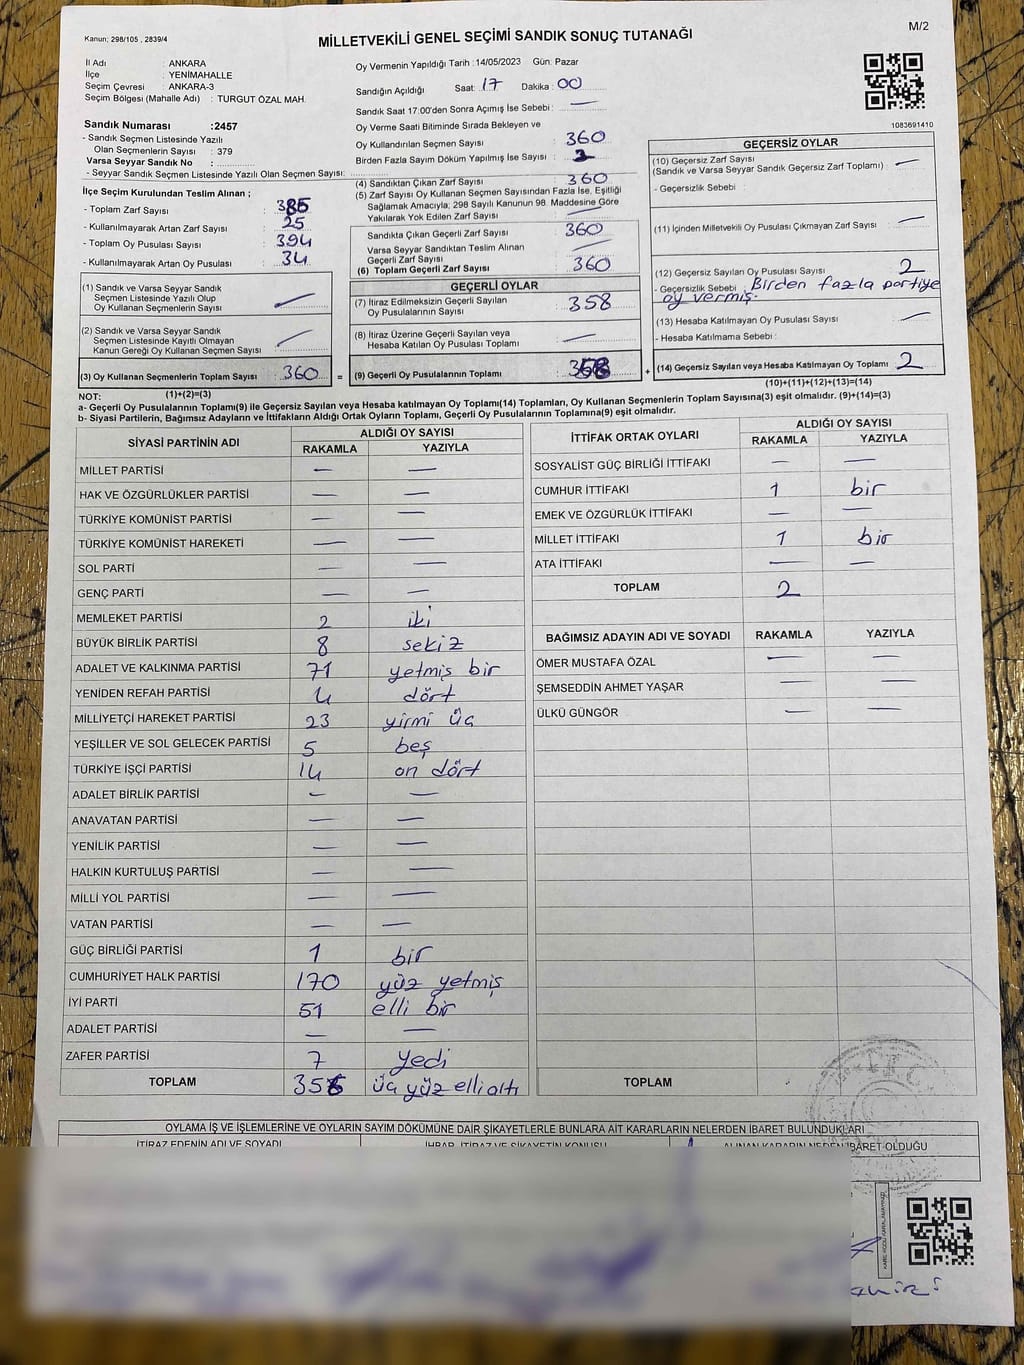 M/2
Kanun; 298/105 , 2839/4
MİLLETVEKİLİ GENEL SEÇİMİ SANDIK SONUÇ TUTANAĞI
İl Adı : ANKARA
İlçe : YENİMAHALLE
Seçim Çevresi : ANKARA-3
Seçim Bölgesi (Mahalle Adı) : TURGUT ÖZAL MAH.
Sandık Numarası :2457
- Sandık Seçmen Listesinde Yazılı
Olan Seçmenlerin Sayısı : 379
Varsa Seyyar Sandık No :
- Seyyar Sandık Seçmen Listesinde Yazılı Olan Seçmen Sayısı:
Oy Vermenin Yapıldığı Tarih : 14/05/2023 Gün: Pazar
Sandığın Açıldığı Saat: 17 Dakika: 00
Sandık Saat 17:00'den Sonra Açımış İse Sebebi : —
Oy Verme Saati Bitiminde Sırada Bekleyen ve
Oy Kullandırılan Seçmen Sayısı : 360
Birden Fazla Sayım Döküm Yapılmış İse Sayısı :
1083691410
İlçe Seçim Kurulundan Teslim Alınan ;
- Toplam Zarf Sayısı : 385
- Kullanılmayarak Artan Zarf Sayısı : 25
- Toplam Oy Pusulası Sayısı : 394
- Kullanılmayarak Artan Oy Pusulası : 34
(1) Sandık ve Varsa Seyyar Sandık
Seçmen Listesinde Yazılı Olup
Oy Kullanan Seçmenlerin Sayısı : —
(2) Sandık ve Varsa Seyyar Sandık
Seçmen Listesinde Kayıtlı Olmayan
Kanun Gereği Oy Kullanan Seçmen Sayısı : —
(3) Oy Kullanan Seçmenlerin Toplam Sayısı : 360 =
(1)+(2)=(3)
(4) Sandıktan Çıkan Zarf Sayısı : 360
(5) Zarf Sayısı Oy Kullanan Seçmen Sayısından Fazla İse, Eşitliği
Sağlamak Amacıyla; 298 Sayılı Kanunun 98. Maddesine Göre
Yakılarak Yok Edilen Zarf Sayısı : —
Sandıkta Çıkan Geçerli Zarf Sayısı : 360
Varsa Seyyar Sandıktan Teslim Alınan
Geçerli Zarf Sayısı : —
(6) Toplam Geçerli Zarf Sayısı : 360
GEÇERLİ OYLAR
(7) İtiraz Edilmeksizin Geçerli Sayılan
Oy Pusulalarının Sayısı : 358
(8) İtiraz Üzerine Geçerli Sayılan veya
Hesaba Katılan Oy Pusulası Toplamı : —
(9) Geçerli Oy Pusulalarının Toplamı : 358 +
GEÇERSİZ OYLAR
(10) Geçersiz Zarf Sayısı
(Sandık ve Varsa Seyyar Sandık Geçersiz Zarf Toplamı) : —
- Geçersizlik Sebebi :
(11) İçinden Milletvekili Oy Pusulası Çıkmayan Zarf Sayısı : —
(12) Geçersiz Sayılan Oy Pusulası Sayısı : 2
- Geçersizlik Sebebi : Birden fazla partiye
oy vermiş.
(13) Hesaba Katılmayan Oy Pusulası Sayısı : —
- Hesaba Katılmama Sebebi :
(14) Geçersiz Sayılan veya Hesaba Katılmayan Oy Toplamı : 2
(10)+(11)+(12)+(13)=(14)
NOT:
a- Geçerli Oy Pusulalarının Toplamı(9) ile Geçersiz Sayılan veya Hesaba katılmayan Oy Toplamı(14) Toplamları, Oy Kullanan Seçmenlerin Toplam Sayısına(3) eşit olmalıdır. (9)+(14)=(3)
b- Siyasi Partilerin, Bağımsız Adayların ve İttifakların Aldığı Ortak Oyların Toplamı, Geçerli Oy Pusulalarının Toplamına(9) eşit olmalıdır.
SİYASİ PARTİNİN ADI ALDIĞI OY SAYISI
RAKAMLA YAZIYLA
MİLLET PARTİSİ — —
HAK VE ÖZGÜRLÜKLER PARTİSİ — —
TÜRKİYE KOMÜNİST PARTİSİ — —
TÜRKİYE KOMÜNİST HAREKETİ — —
SOL PARTİ — —
GENÇ PARTİ — —
MEMLEKET PARTİSİ 2 iki
BÜYÜK BİRLİK PARTİSİ 8 sekiz
ADALET VE KALKINMA PARTİSİ 71 yetmiş bir
YENİDEN REFAH PARTİSİ 4 dört
MİLLİYETÇİ HAREKET PARTİSİ 23 yirmi üç
YEŞİLLER VE SOL GELECEK PARTİSİ 5 beş
TÜRKİYE İŞÇİ PARTİSİ 14 on dört
ADALET BİRLİK PARTİSİ — —
ANAVATAN PARTİSİ — —
YENİLİK PARTİSİ — —
HALKIN KURTULUŞ PARTİSİ — —
MİLLİ YOL PARTİSİ — —
VATAN PARTİSİ — —
GÜÇ BİRLİĞİ PARTİSİ 1 bir
CUMHURİYET HALK PARTİSİ 170 yüz yetmiş
İYİ PARTİ 51 elli bir
ADALET PARTİSİ — —
ZAFER PARTİSİ 7 Yedi
TOPLAM 356 üç yüz elli altı
İTTİFAK ORTAK OYLARI ALDIĞI OY SAYISI
RAKAMLA YAZIYLA
SOSYALİST GÜÇ BİRLİĞİ İTTİFAKI — —
CUMHUR İTTİFAKI 1 bir
EMEK VE ÖZGÜRLÜK İTTİFAKI — —
MİLLET İTTİFAKI 1 bir
ATA İTTİFAKI — —
TOPLAM 2
BAĞIMSIZ ADAYIN ADI VE SOYADI RAKAMLA YAZIYLA
ÖMER MUSTAFA ÖZAL — —
ŞEMSEDDİN AHMET YAŞAR — —
ÜLKÜ GÜNGÖR — —
TOPLAM
OYLAMA İŞ VE İŞLEMLERİNE VE OYLARIN SAYIM DÖKÜMÜNE DAİR ŞİKAYETLERLE BUNLARA AİT KARARLARIN NELERDEN İBARET BULUNDUKLARI
İTİRAZ EDENİN ADI VE SOYADI İHBAR, İTİRAZ VE ŞİKAYETİN KONUSU ALINAN KARARIN NEDEN İBARET OLDUĞU